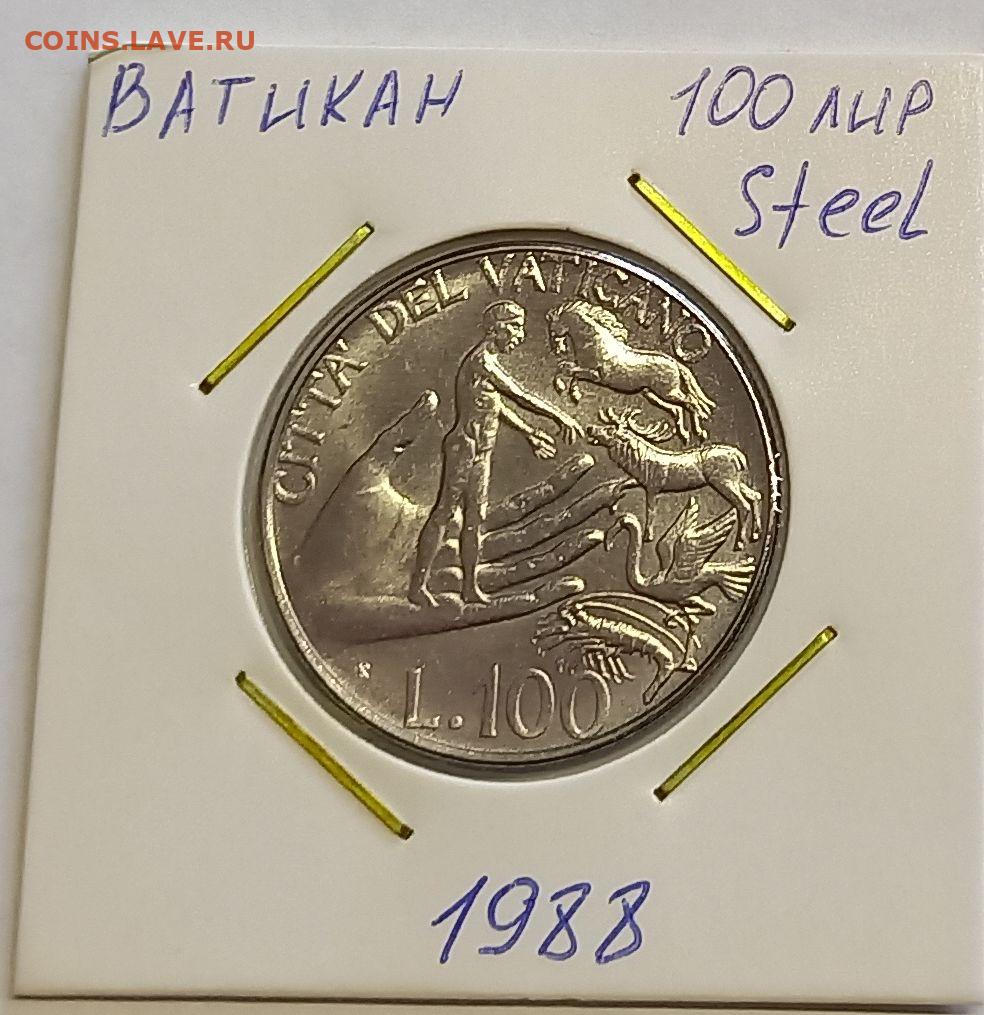 COINS.LAVE.RU
ВАТИКАН 100 лир
Steel
CITTA' DEL VATICANO
L. 100
1988